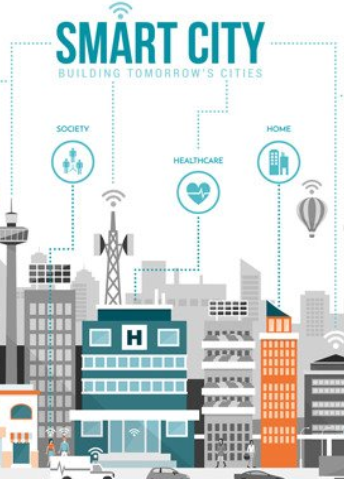 SMART CITY
BUILDING TOMORROW'S CITIES
SOCIETY
HOME
HEALTHCARE
H